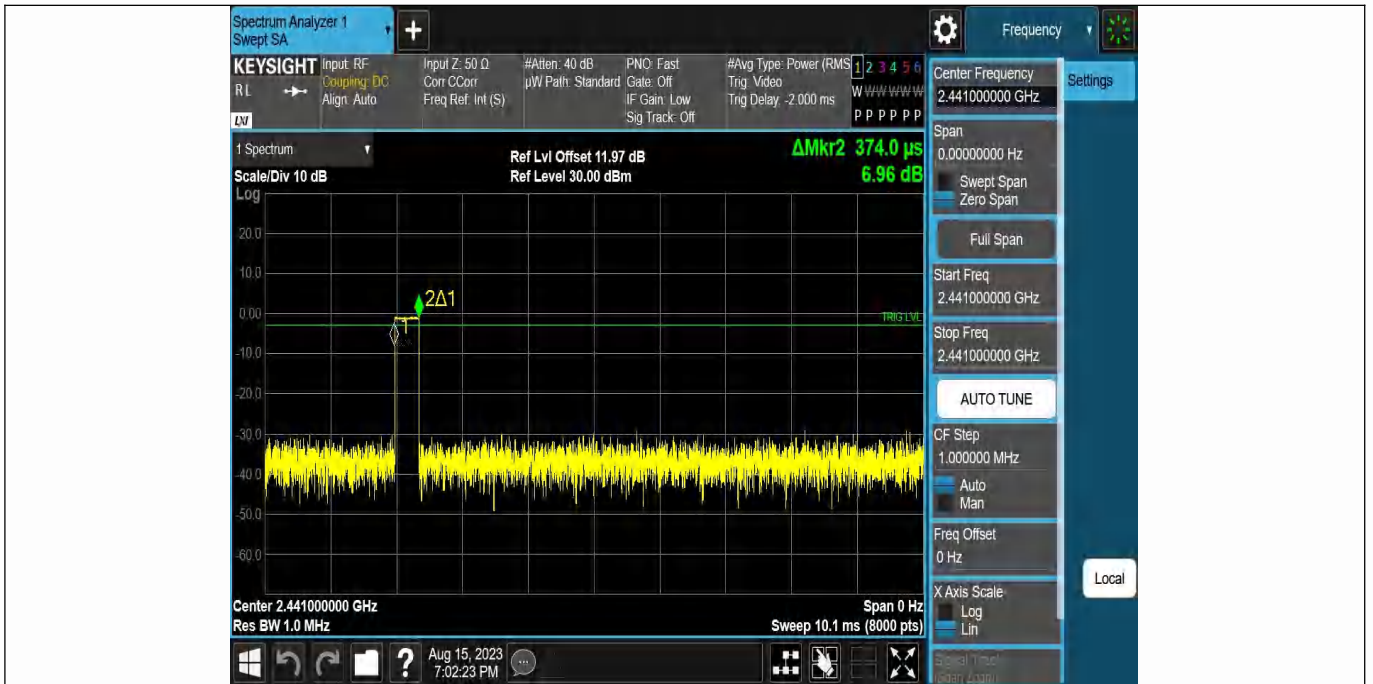 Spectrum Analyzer 1
Swept SA
Frequency
KEYSIGHT
RL
LXI
Input: RF
Coupling: DC
Align: Auto
Input Z: 50 Ω
Corr CCorr
Freq Ref: Int (S)
#Atten: 40 dB
µW Path: Standard
PNO: Fast
Gate: Off
IF Gain: Low
Sig Track: Off
#Avg Type: Power (RMS
Trig: Video
Trig Delay: -2.000 ms
1 2 3 4 5 6
W W W W W W
P P P P P P
1 Spectrum
Scale/Div 10 dB
Log
Ref Lvl Offset 11.97 dB
Ref Level 30.00 dBm
ΔMkr2 374.0 µs
6.96 dB
20.0
10.0
0.00
-10.0
-20.0
-30.0
-40.0
-50.0
-60.0
2Δ1
1
TRIG LVL
Center 2.441000000 GHz
Res BW 1.0 MHz
Span 0 Hz
Sweep 10.1 ms (8000 pts)
Center Frequency
2.441000000 GHz
Settings
Span
0.00000000 Hz
Swept Span
Zero Span
Full Span
Start Freq
2.441000000 GHz
Stop Freq
2.441000000 GHz
AUTO TUNE
CF Step
1.000000 MHz
Auto
Man
Freq Offset
0 Hz
X Axis Scale
Log
Lin
Local
Signal Track
(Span Zoom)
?
Aug 15, 2023
7:02:23 PM